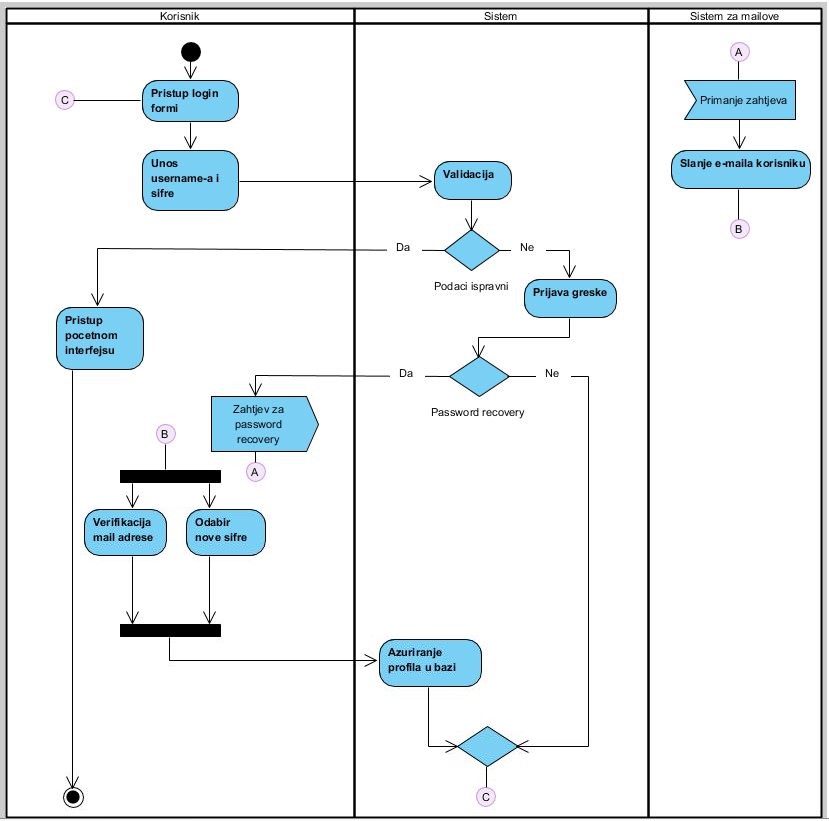 Korisnik
Sistem
Sistem za mailove
A
C
Pristup login
formi
Primanje zahtjeva
Unos
username-a i
sifre
Validacija
Slanje e-maila korisniku
B
Da
Ne
Podaci ispravni
Prijava greske
Pristup
pocetnom
interfejsu
Da
Ne
Password recovery
Zahtjev za
password
recovery
B
A
Verifikacija
mail adrese
Odabir
nove sifre
Azuriranje
profila u bazi
C